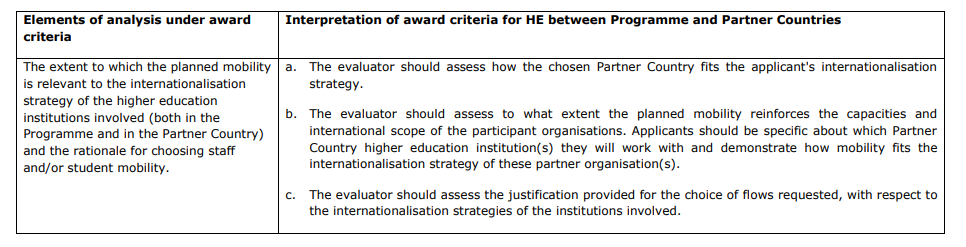 Elements of analysis under award
criteria
Interpretation of award criteria for HE between Programme and Partner Countries
The extent to which the planned mobility
is relevant to the internationalisation
strategy of the higher education
institutions involved (both in the
Programme and in the Partner Country)
and the rationale for choosing staff
and/or student mobility.
a. The evaluator should assess how the chosen Partner Country fits the applicant's internationalisation
strategy.
b. The evaluator should assess to what extent the planned mobility reinforces the capacities and
international scope of the participant organisations. Applicants should be specific about which Partner
Country higher education institution(s) they will work with and demonstrate how mobility fits the
internationalisation strategy of these partner organisation(s).
c. The evaluator should assess the justification provided for the choice of flows requested, with respect to
the internationalisation strategies of the institutions involved.